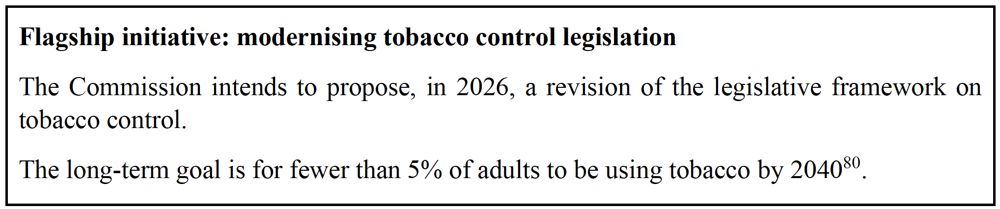 Flagship initiative: modernising tobacco control legislation
The Commission intends to propose, in 2026, a revision of the legislative framework on
tobacco control.
The long-term goal is for fewer than 5% of adults to be using tobacco by 2040⁸⁰.